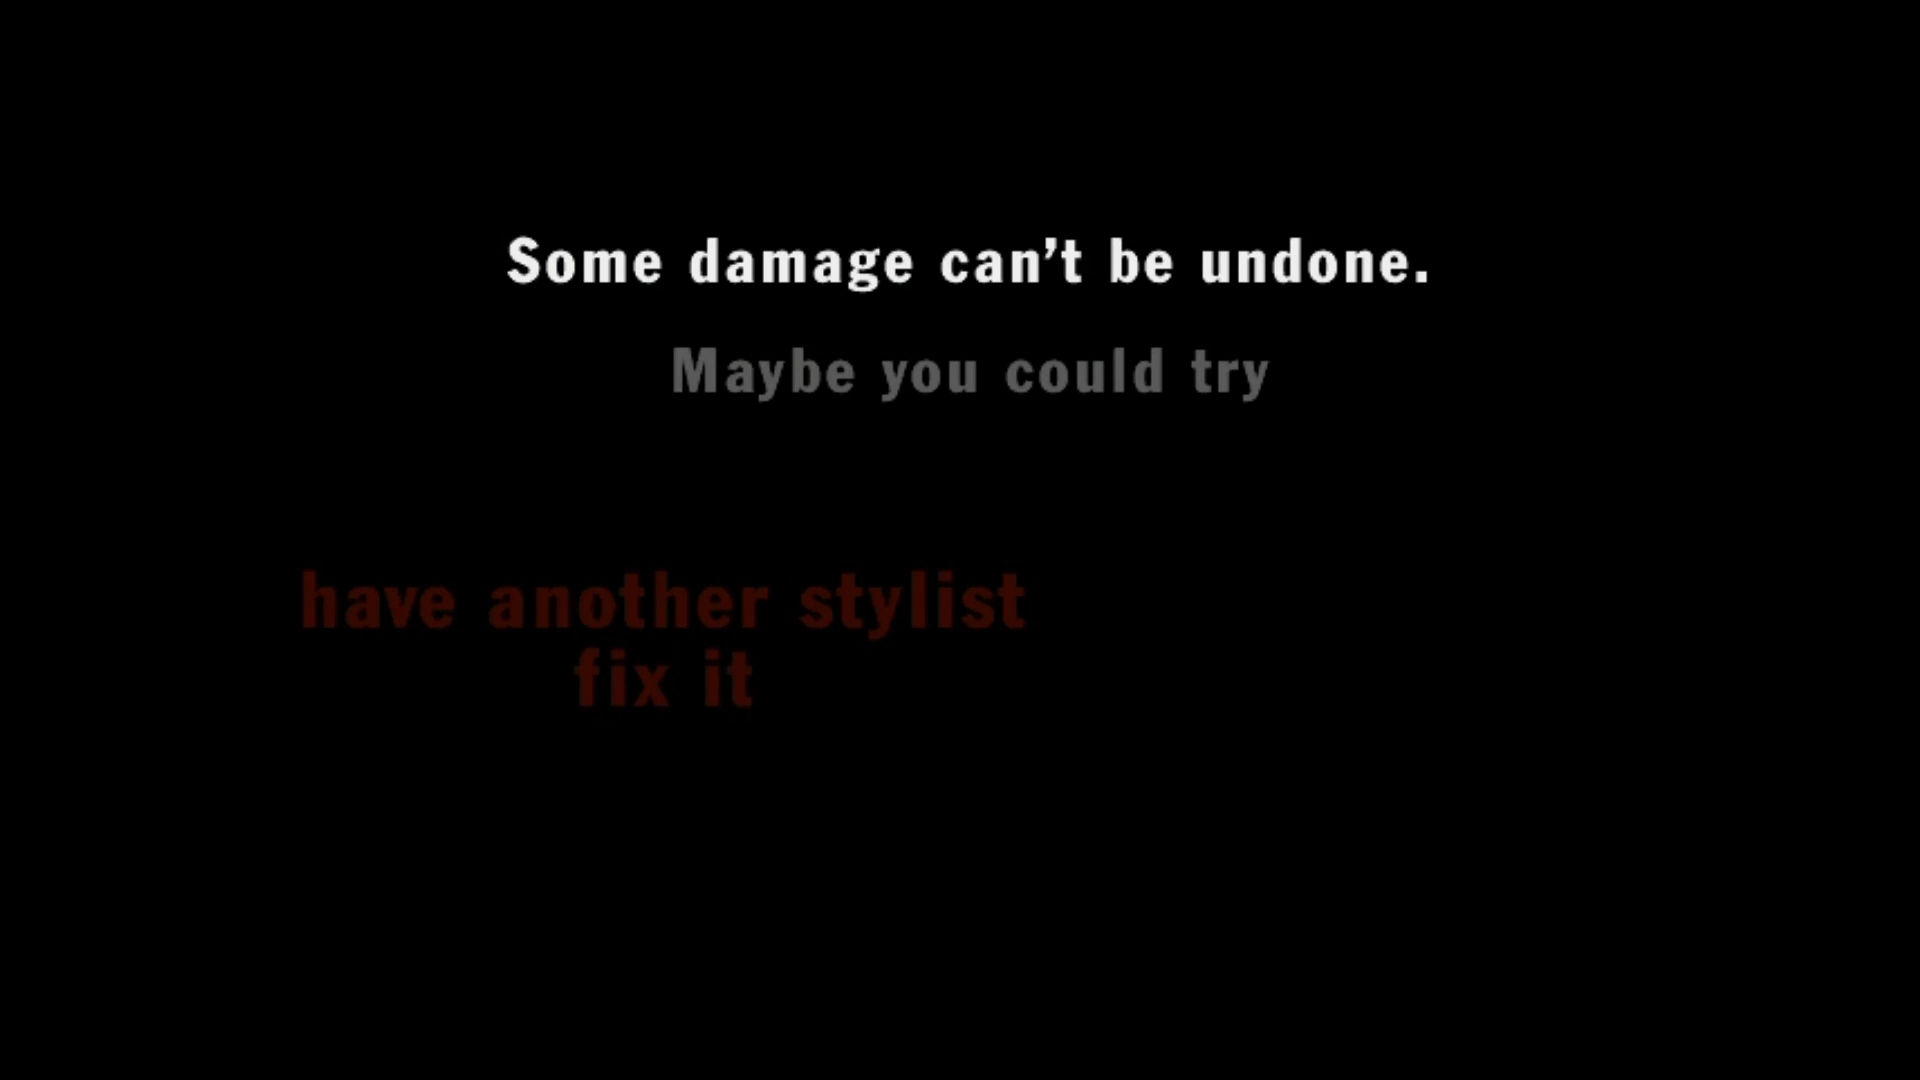 Some damage can’t be undone.
Maybe you could try
have another stylist
fix it